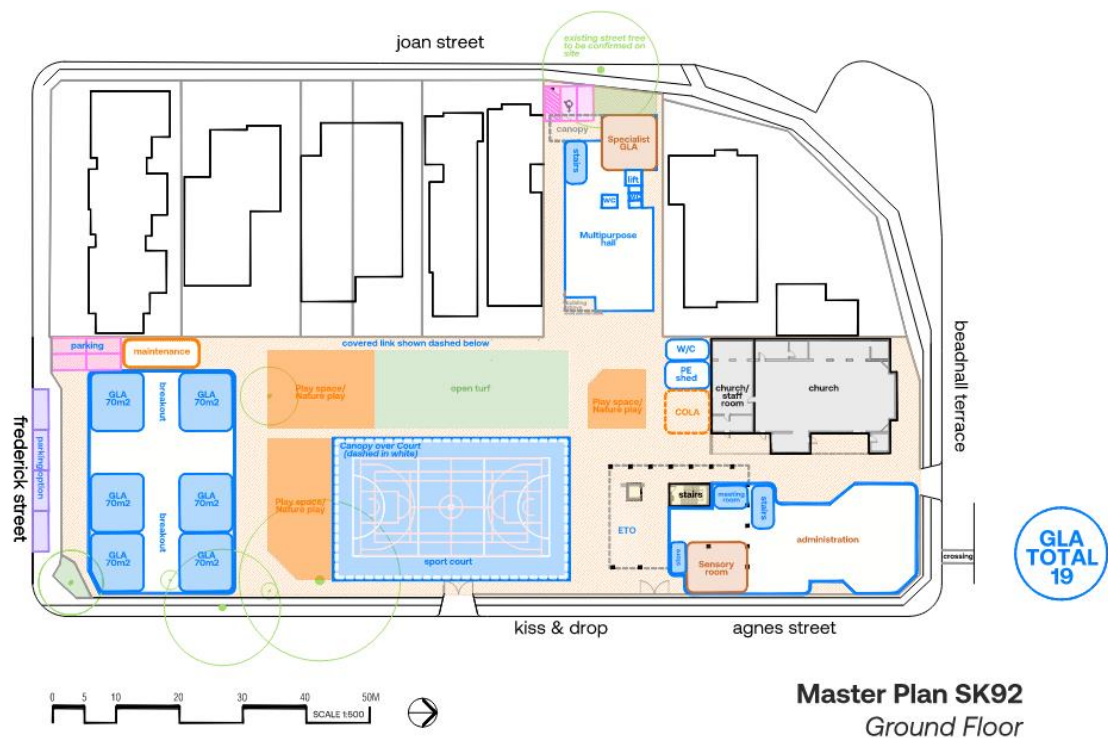 joan street
existing street tree
to be confirmed on
site
canopy
Specialist
GLA
stairs
lift
WC
WC
Multipurpose
hall
parking
maintenance
covered link shown dashed below
W/C
PE
shed
COLA
church/
staff
room
church
beadnall terrace
GLA
70m2
breakout
GLA
70m2
Play space/
Nature play
open turf
Play space/
Nature play
frederick street
parking option
GLA
70m2
GLA
70m2
breakout
GLA
70m2
GLA
70m2
Play space/
Nature play
Canopy over Court
(dashed in white)
sport court
ETO
stairs
meeting
room
stairs
store
Sensory
room
administration
crossing
GLA
TOTAL
19
kiss & drop
agnes street
0 5 10 20 30 40 50M
SCALE 1:500
Master Plan SK92
Ground Floor